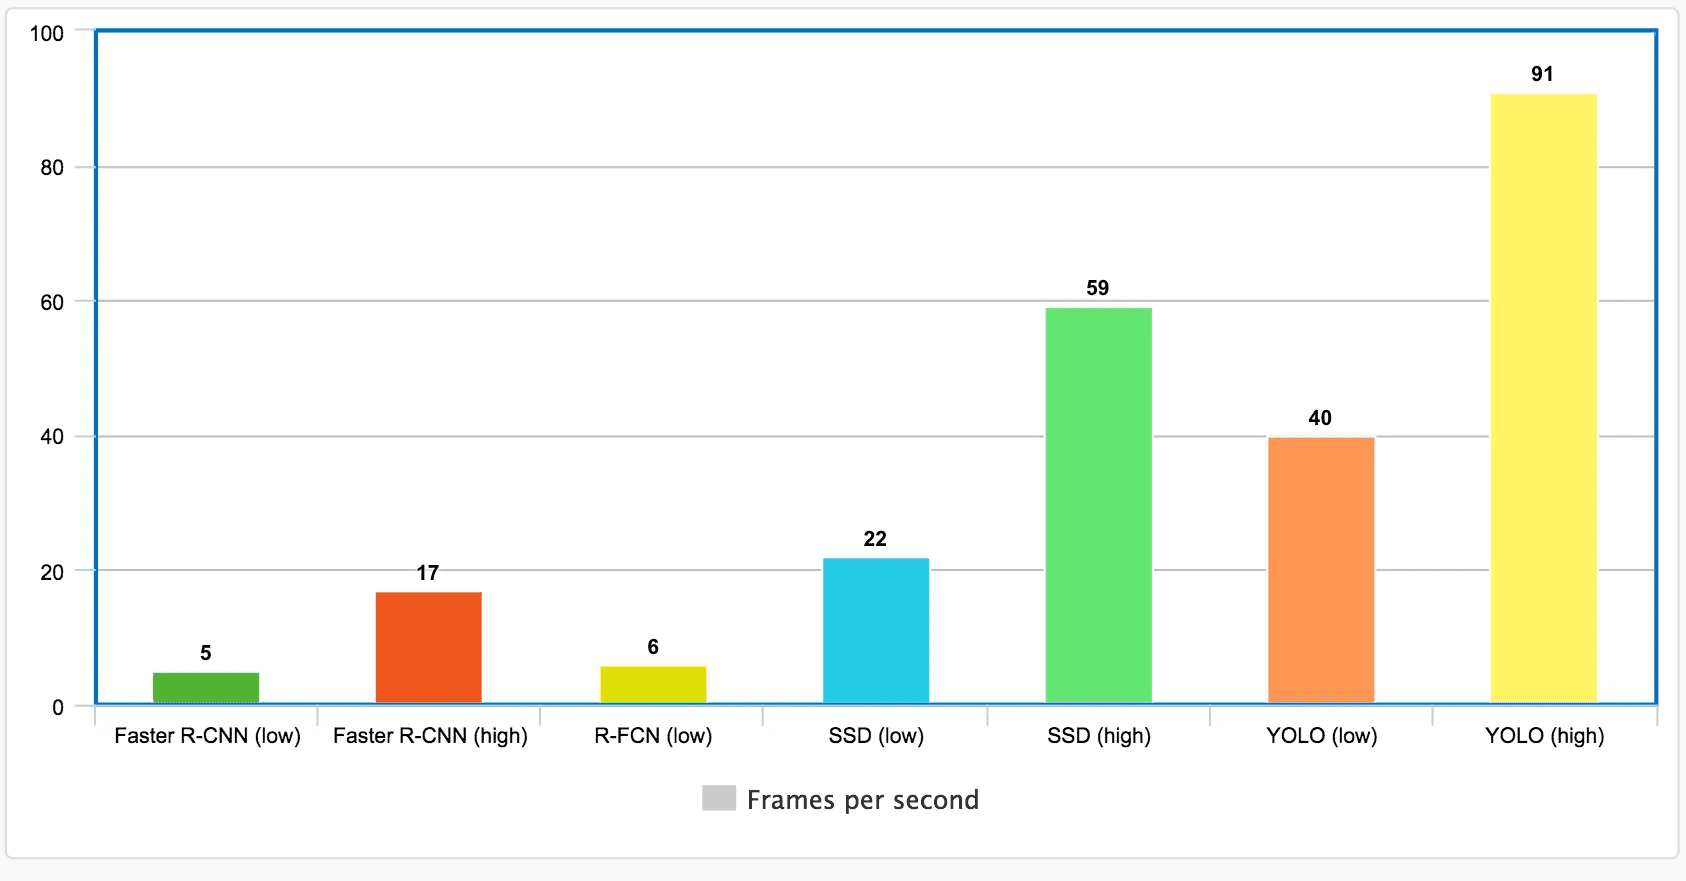 100
80
60
40
20
0
5
17
6
22
59
40
91
Faster R-CNN (low)
Faster R-CNN (high)
R-FCN (low)
SSD (low)
SSD (high)
YOLO (low)
YOLO (high)
Frames per second